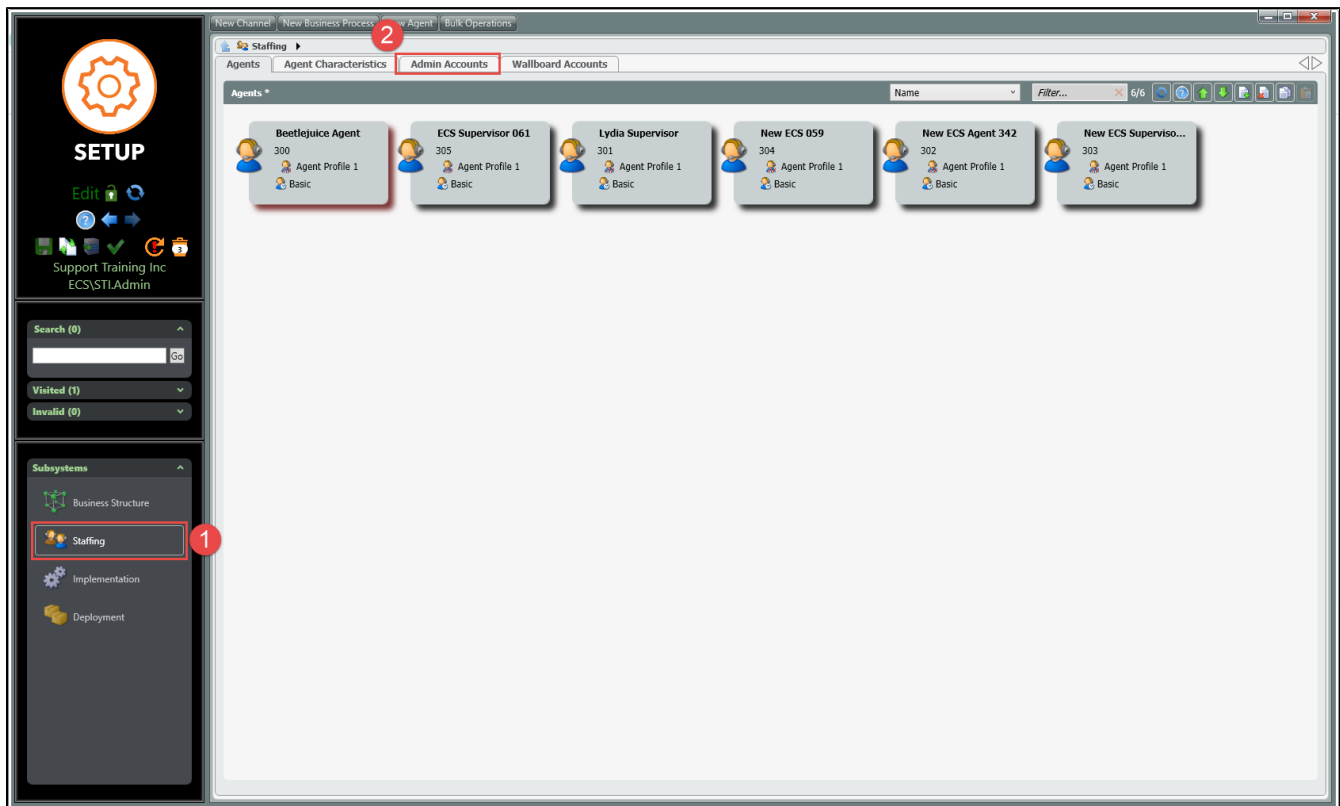 New Channel New Business Process Agent Bulk Operations
2
Staffing
Agents Agent Characteristics Admin Accounts Wallboard Accounts
Agents * Name Filter... 6/6
SETUP
Edit
3
Support Training Inc
ECS\STI.Admin
Search (0)
Go
Visited (1)
Invalid (0)
Subsystems
Business Structure
Staffing
1
Implementation
Deployment
Beetlejuice Agent
300
Agent Profile 1
Basic
ECS Supervisor 061
305
Agent Profile 1
Basic
Lydia Supervisor
301
Agent Profile 1
Basic
New ECS 059
304
Agent Profile 1
Basic
New ECS Agent 342
302
Agent Profile 1
Basic
New ECS Superviso...
303
Agent Profile 1
Basic